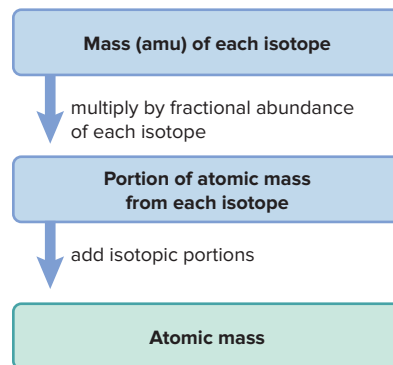 Mass (amu) of each isotope
multiply by fractional abundance
of each isotope
Portion of atomic mass
from each isotope
add isotopic portions
Atomic mass